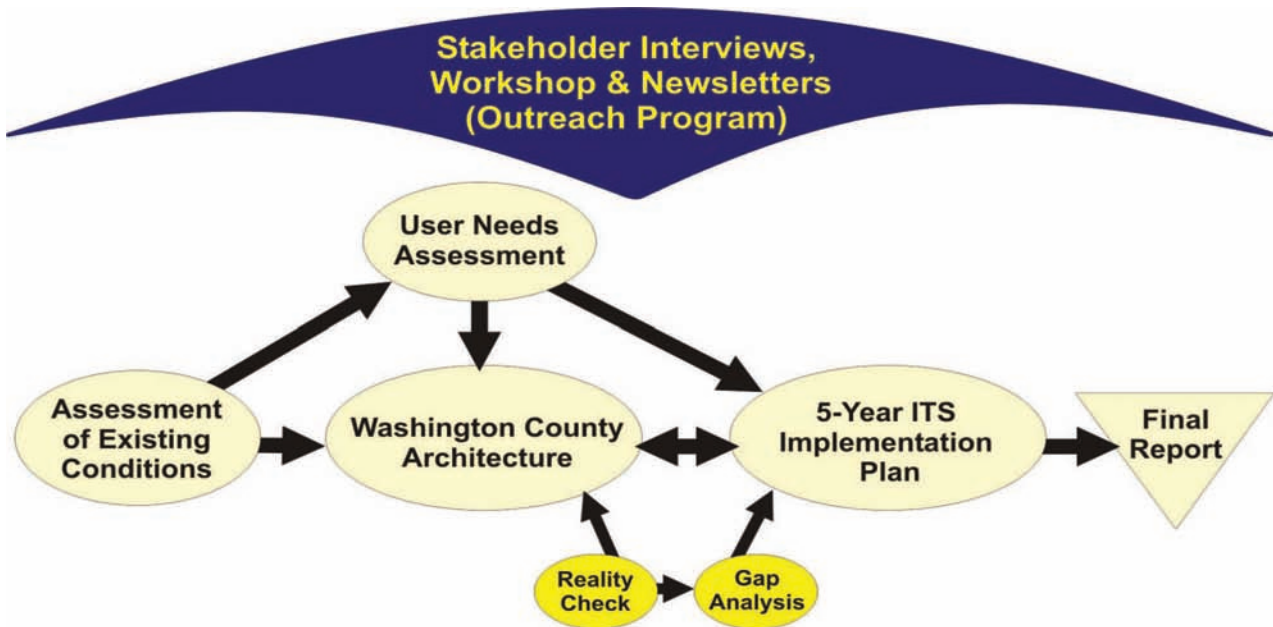 Stakeholder Interviews,
Workshop & Newsletters
(Outreach Program)
User Needs
Assessment
Assessment
of Existing
Conditions
Washington County
Architecture
5-Year ITS
Implementation
Plan
Final
Report
Reality
Check
Gap
Analysis